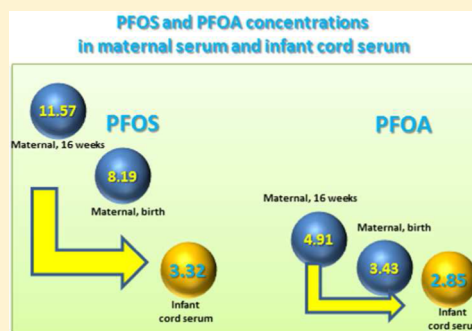 PFOS and PFOA concentrations
in maternal serum and infant cord serum
11.57
Maternal, 16 weeks
PFOS
8.19
Maternal, birth
3.32
Infant
cord serum
PFOA
Maternal, 16 weeks
4.91
Maternal, birth
3.43
2.85
Infant
cord serum